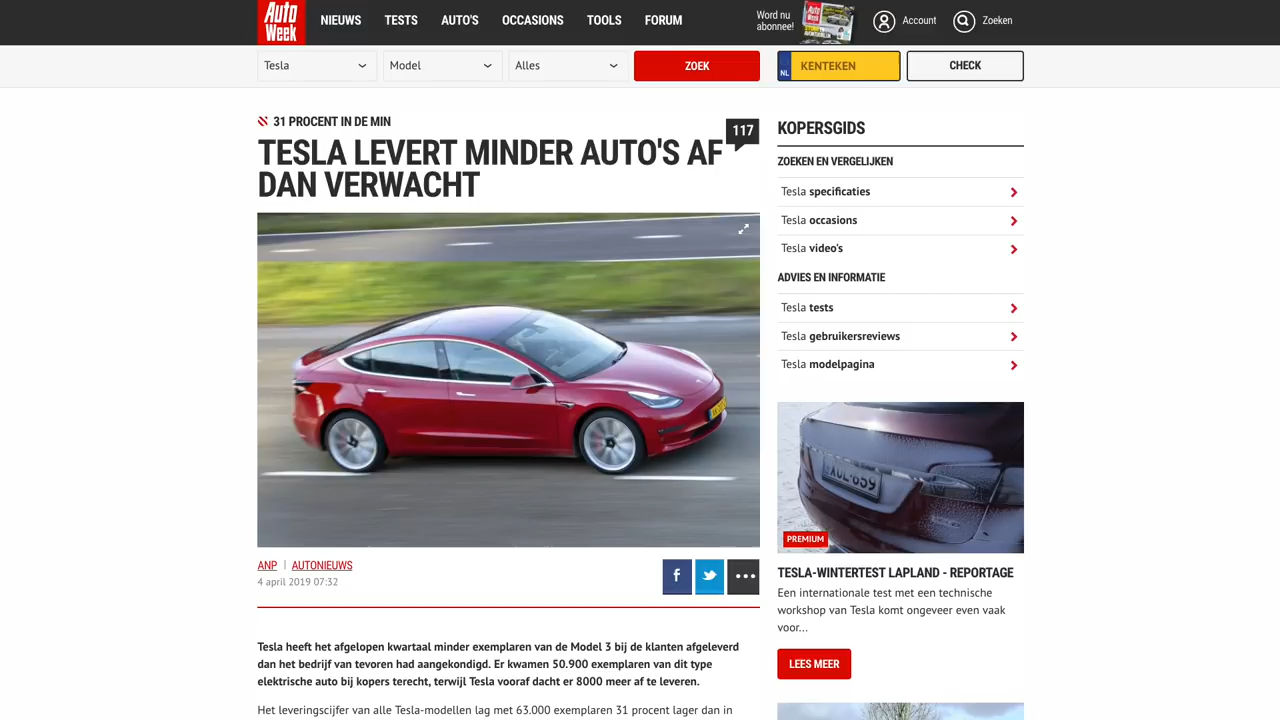 Auto
Week
NIEUWS
TESTS
AUTO'S
OCCASIONS
TOOLS
FORUM
Word nu
abonnee!
Account
Zoeken
Tesla
Model
Alles
ZOEK
NL
KENTEKEN
CHECK
31 PROCENT IN DE MIN
117
TESLA LEVERT MINDER AUTO'S AF
DAN VERWACHT
ANP | AUTONIEUWS
4 april 2019 07:32
Tesla heeft het afgelopen kwartaal minder exemplaren van de Model 3 bij de klanten afgeleverd
dan het bedrijf van tevoren had aangekondigd. Er kwamen 50.900 exemplaren van dit type
elektrische auto bij kopers terecht, terwijl Tesla vooraf dacht er 8000 meer af te leveren.
Het leveringscijfer van alle Tesla-modellen lag met 63.000 exemplaren 31 procent lager dan in
KOPERSGIDS
ZOEKEN EN VERGELIJKEN
Tesla specificaties
Tesla occasions
Tesla video's
ADVIES EN INFORMATIE
Tesla tests
Tesla gebruikersreviews
Tesla modelpagina
PREMIUM
TESLA-WINTERTEST LAPLAND - REPORTAGE
Een internationale test met een technische
workshop van Tesla komt ongeveer even vaak
voor...
LEES MEER